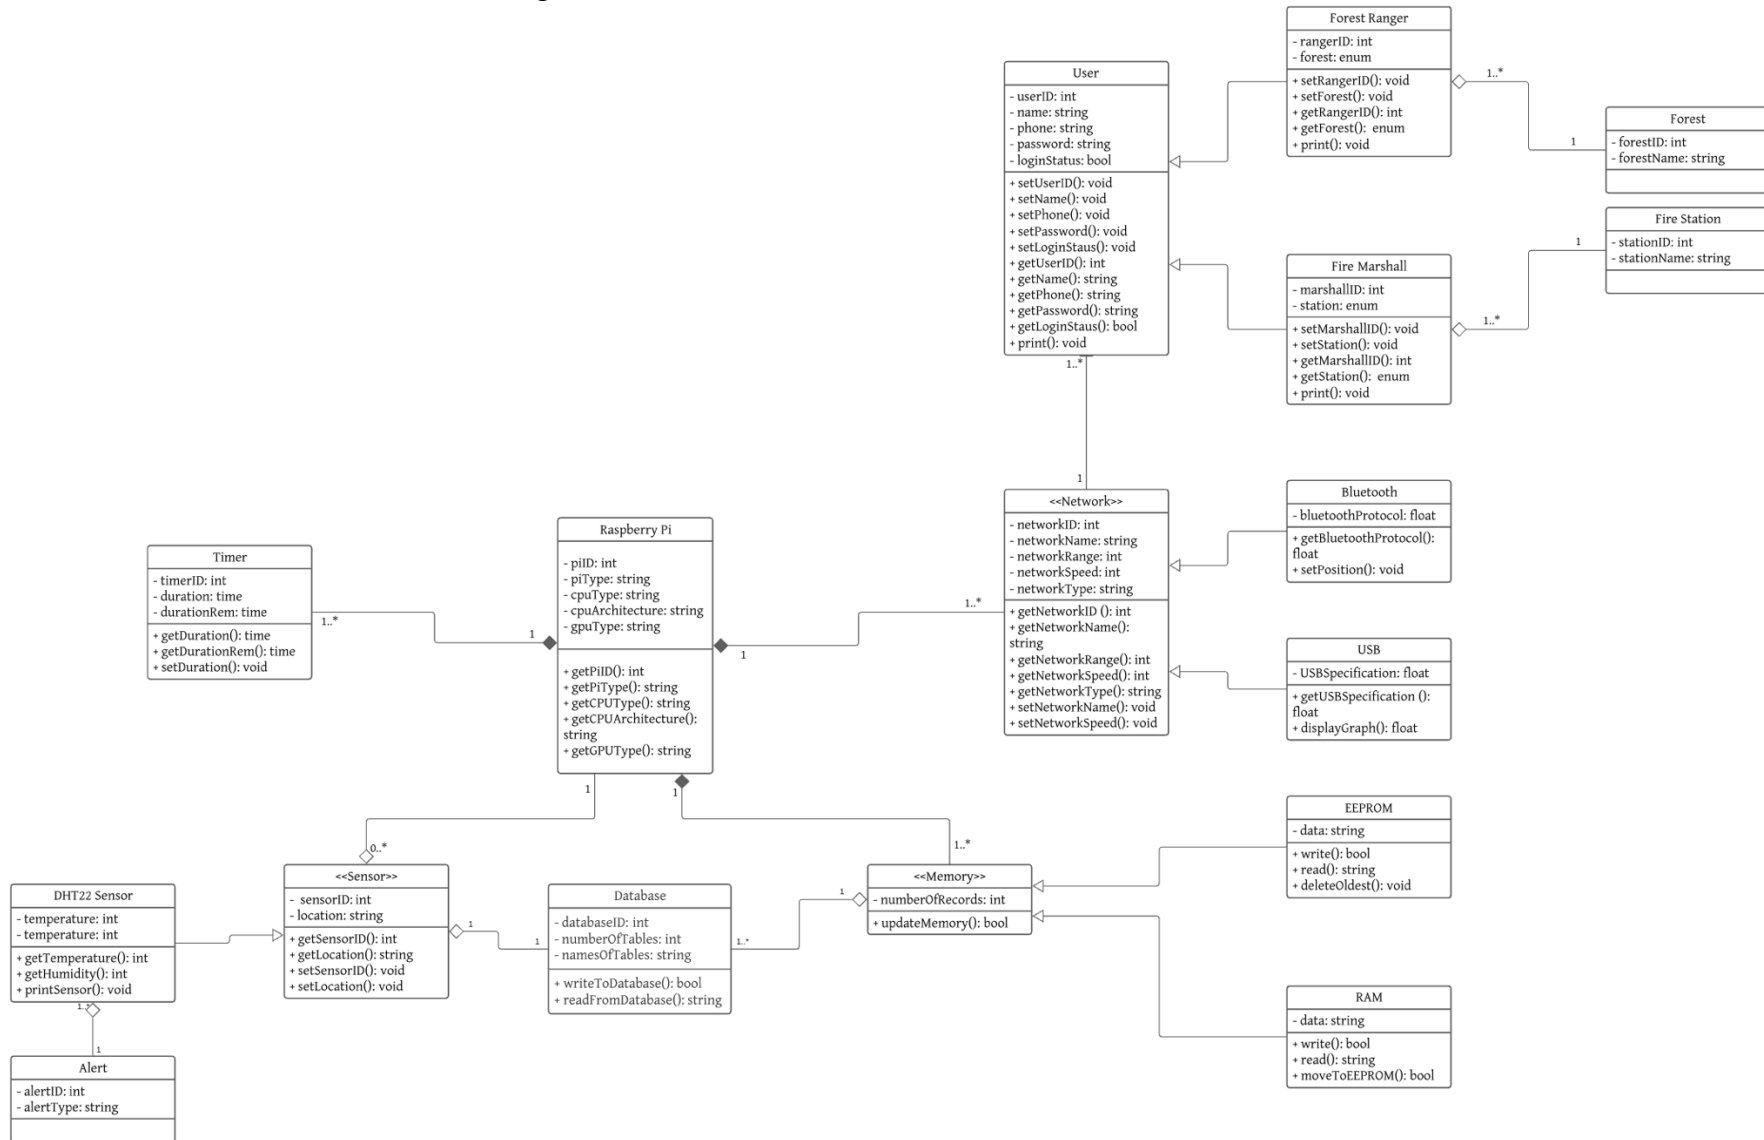 Forest Ranger
- rangerID: int
- forest: enum
+ setRangerID(): void
+ setForest(): void
+ getRangerID(): int
+ getForest(): enum
+ print(): void
1..*
1
Forest
- forestID: int
- forestName: string
User
- userID: int
- name: string
- phone: string
- password: string
- loginStatus: bool
+ setUserID(): void
+ setName(): void
+ setPhone(): void
+ setPassword(): void
+ setLoginStaus(): void
+ getUserID(): int
+ getName(): string
+ getPhone(): string
+ getPassword(): string
+ getLoginStaus(): bool
+ print(): void
1..*
1
Fire Station
- stationID: int
- stationName: string
1
1..*
Fire Marshall
- marshallID: int
- station: enum
+ setMarshallID(): void
+ setStation(): void
+ getMarshallID(): int
+ getStation(): enum
+ print(): void
<<Network>>
- networkID: int
- networkName: string
- networkRange: int
- networkSpeed: int
- networkType: string
+ getNetworkID (): int
+ getNetworkName():
string
+ getNetworkRange(): int
+ getNetworkSpeed(): int
+ getNetworkType(): string
+ setNetworkName(): void
+ setNetworkSpeed(): void
Bluetooth
- bluetoothProtocol: float
+ getBluetoothProtocol():
float
+ setPosition(): void
USB
- USBSpecification: float
+ getUSBSpecification ():
float
+ displayGraph(): float
Raspberry Pi
- piID: int
- piType: string
- cpuType: string
- cpuArchitecture: string
- gpuType: string
+ getPiID(): int
+ getPiType(): string
+ getCPUType(): string
+ getCPUArchitecture():
string
+ getGPUType(): string
1
1..*
Timer
- timerID: int
- duration: time
- durationRem: time
+ getDuration(): time
+ getDurationRem(): time
+ setDuration(): void
1..*
1
1
0..*
1
1..*
<<Sensor>>
- sensorID: int
- location: string
+ getSensorID(): int
+ getLocation(): string
+ setSensorID(): void
+ setLocation(): void
1
1
Database
- databaseID: int
- numberOfTables: int
- namesOfTables: string
+ writeToDatabase(): bool
+ readFromDatabase(): string
1..*
1
<<Memory>>
- numberOfRecords: int
+ updateMemory(): bool
EEPROM
- data: string
+ write(): bool
+ read(): string
+ deleteOldest(): void
RAM
- data: string
+ write(): bool
+ read(): string
+ moveToEEPROM(): bool
DHT22 Sensor
- temperature: int
- temperature: int
+ getTemperature(): int
+ getHumidity(): int
+ printSensor(): void
1..*
1
Alert
- alertID: int
- alertType: string